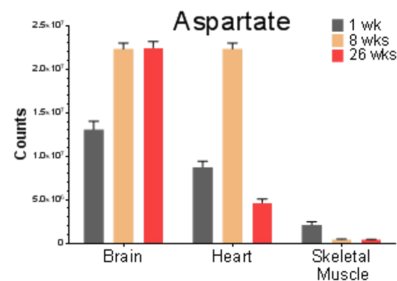 Aspartate
1 wk
8 wks
26 wks
Counts
2.5×10⁷
2.0×10⁷
1.5×10⁷
1.0×10⁷
5.0×10⁶
0
Brain Heart Skeletal
Muscle